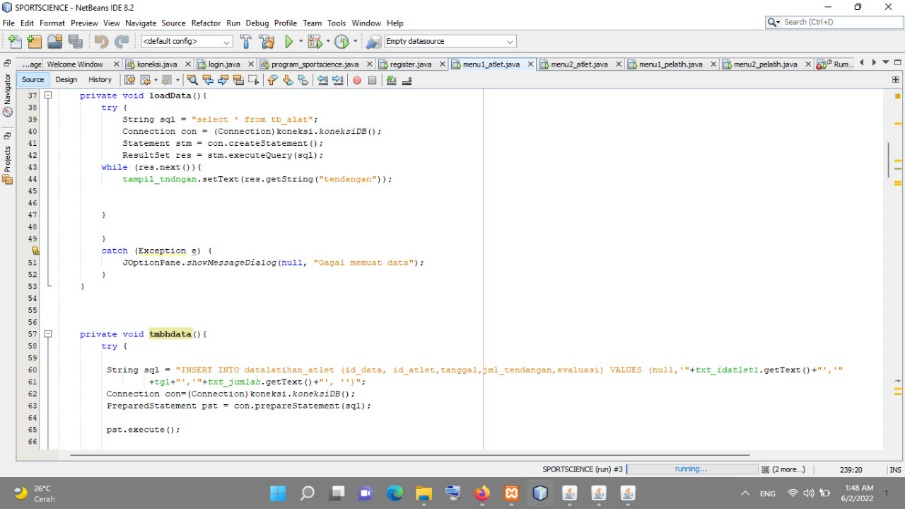 SPORTSCIENCE - NetBeans IDE 8.2
File Edit Format Preview View Navigate Source Refactor Run Debug Profile Team Tools Window Help
Search (Ctrl+I)
<default config>
Empty datasource
...age Welcome Window koneksi.java login.java program_sportscience.java register.java menu1_atlet.java menu2_atlet.java menu1_pelatih.java menu2_pelatih.java Rum...
Source Design History
Navigator
Projects
37 private void loadData(){
38 try {
39 String sql = "select * from tb_alat";
40 Connection con = (Connection)koneksi.koneksiDB();
41 Statement stm = con.createStatement();
42 ResultSet res = stm.executeQuery(sql);
43 while (res.next()){
44 tampil_tndngan.setText(res.getString("tendangan"));
45
46
47 }
48
49 }
catch (Exception e) {
51 JOptionPane.showMessageDialog(null, "Gagal memuat data");
52 }
53 }
54
55
56
57 private void tmbhdata(){
58 try {
59
60 String sql = "INSERT INTO datalatihan_atlet (id_data, id_atlet,tanggal,jml_tendangan,evaluasi) VALUES (null,'"+txt_idatlet1.getText()+"','"
61 +tgl+"','"+txt_jumlah.getText()+"', '')";
62 Connection con=(Connection)koneksi.koneksiDB();
63 PreparedStatement pst = con.prepareStatement(sql);
64
65 pst.execute();
66
SPORTSCIENCE (run) #3 running... (2 more...) 239:20 INS
26°C
Cerah
ENG
1:48 AM
6/2/2022
1